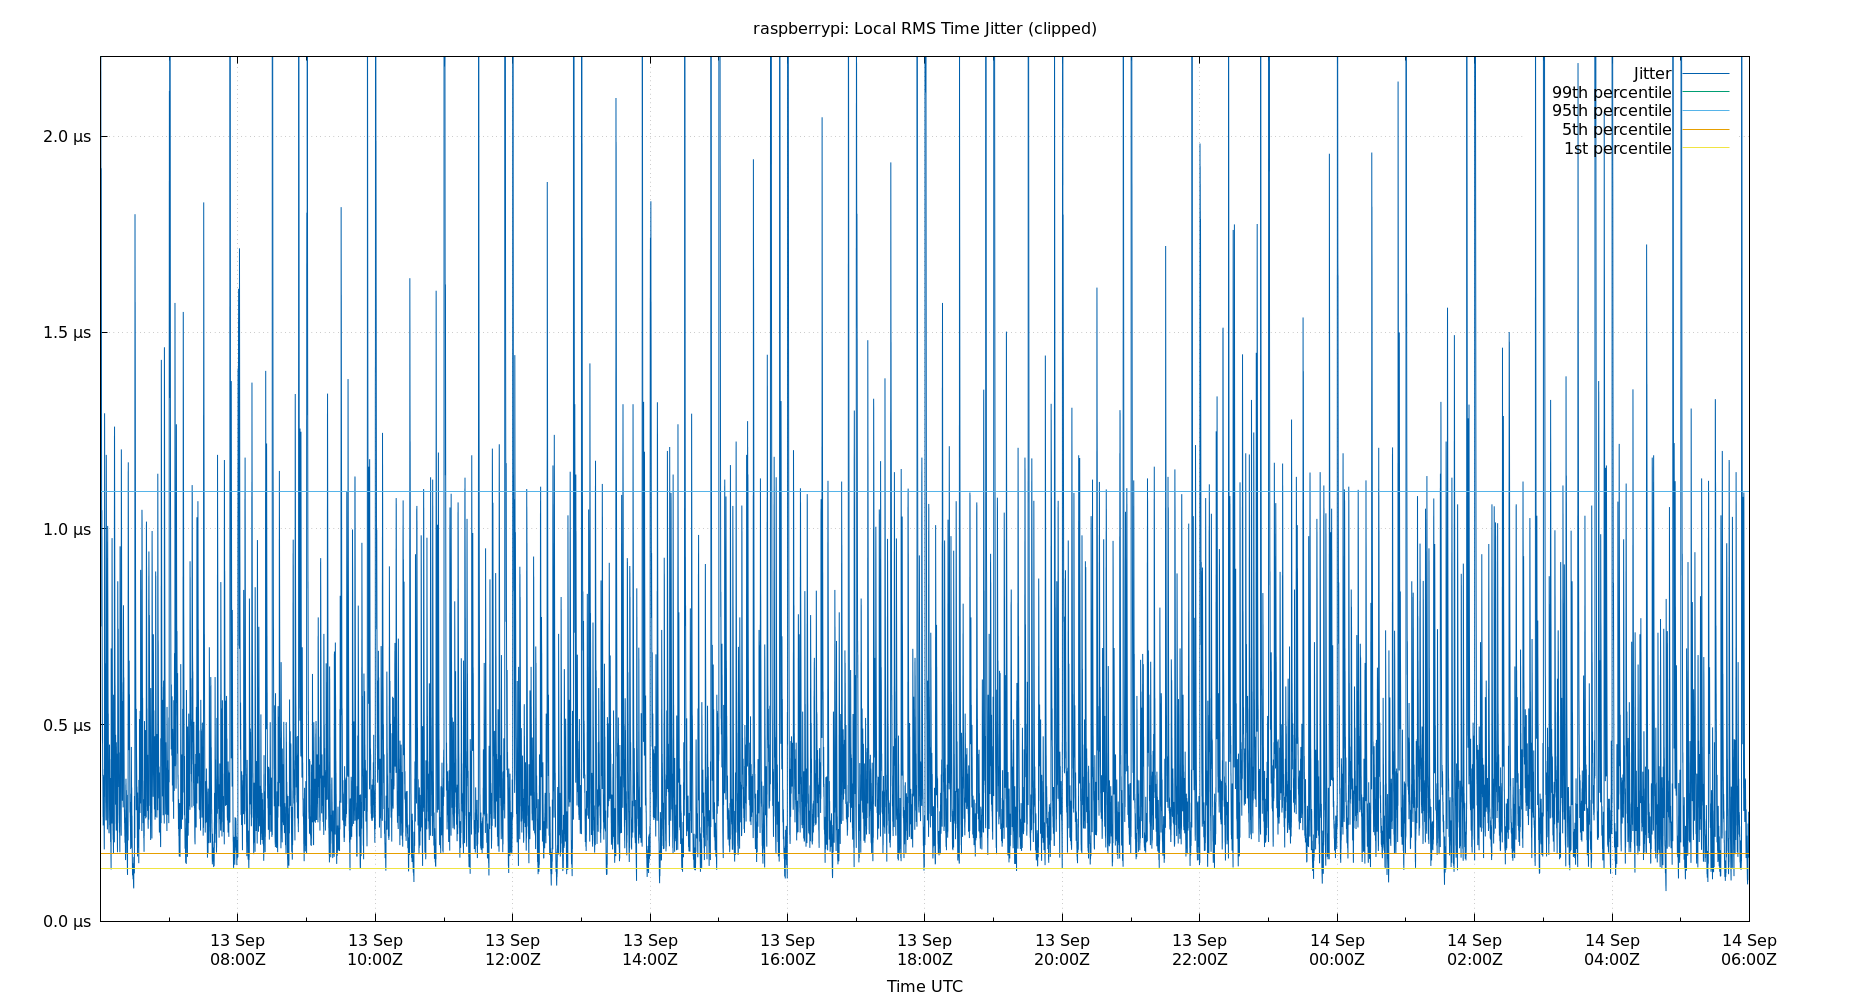 raspberrypi: Local RMS Time Jitter (clipped)
Jitter
99th percentile
95th percentile
5th percentile
1st percentile
2.0 µs
1.5 µs
1.0 µs
0.5 µs
0.0 µs
13 Sep 13 Sep 13 Sep 13 Sep 13 Sep 13 Sep 13 Sep 13 Sep 14 Sep 14 Sep 14 Sep 14 Sep
08:00Z 10:00Z 12:00Z 14:00Z 16:00Z 18:00Z 20:00Z 22:00Z 00:00Z 02:00Z 04:00Z 06:00Z
Time UTC